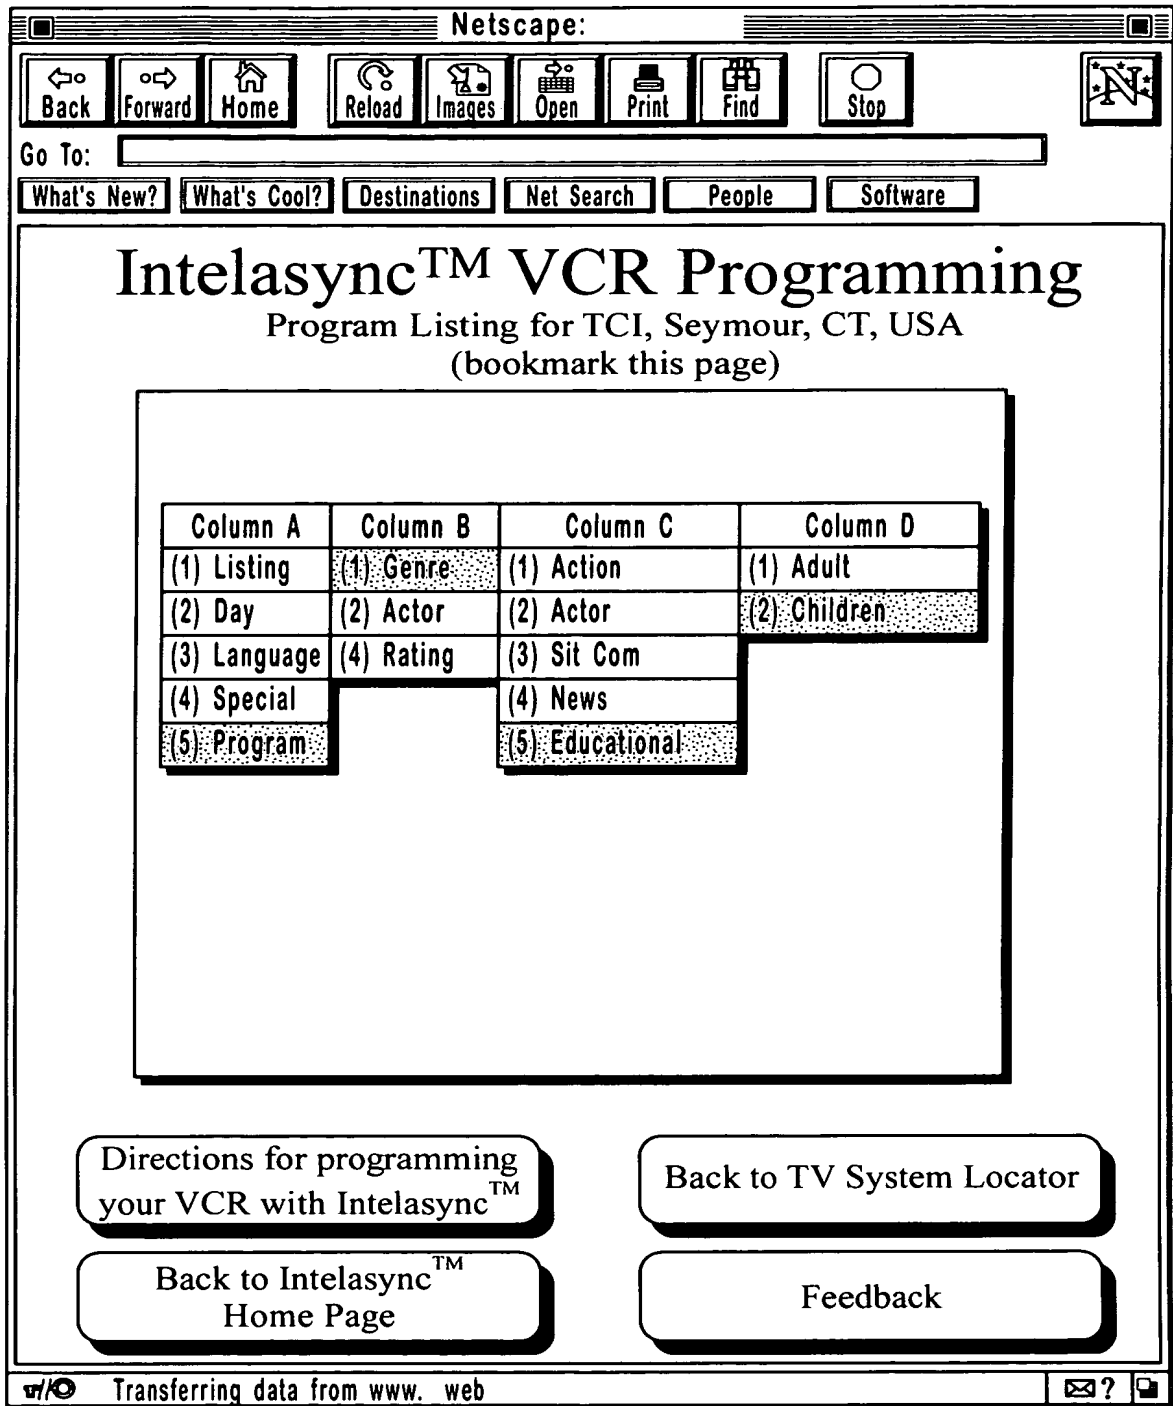 Netscape:
Back Forward Home Reload Images Open Print Find Stop N
Go To:
What's New? What's Cool? Destinations Net Search People Software
Intelasync™ VCR Programming
Program Listing for TCI, Seymour, CT, USA
(bookmark this page)
Column A Column B Column C Column D
(1) Listing (1) Genre (1) Action (1) Adult
(2) Day (2) Actor (2) Actor (2) Children
(3) Language (4) Rating (3) Sit Com
(4) Special (4) News
(5) Program (5) Educational
Directions for programming
your VCR with Intelasync™
Back to TV System Locator
Back to Intelasync™
Home Page
Feedback
Transferring data from www. web ?